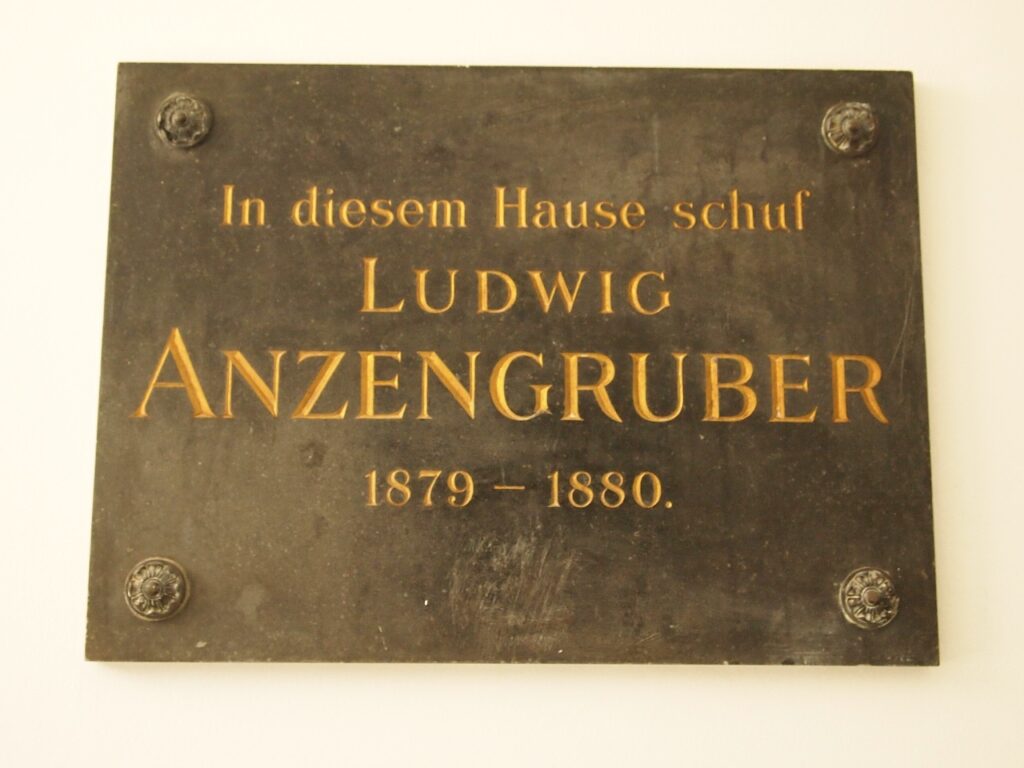 In diesem Hause schuf
LUDWIG
ANZENGRUBER
1879 – 1880.